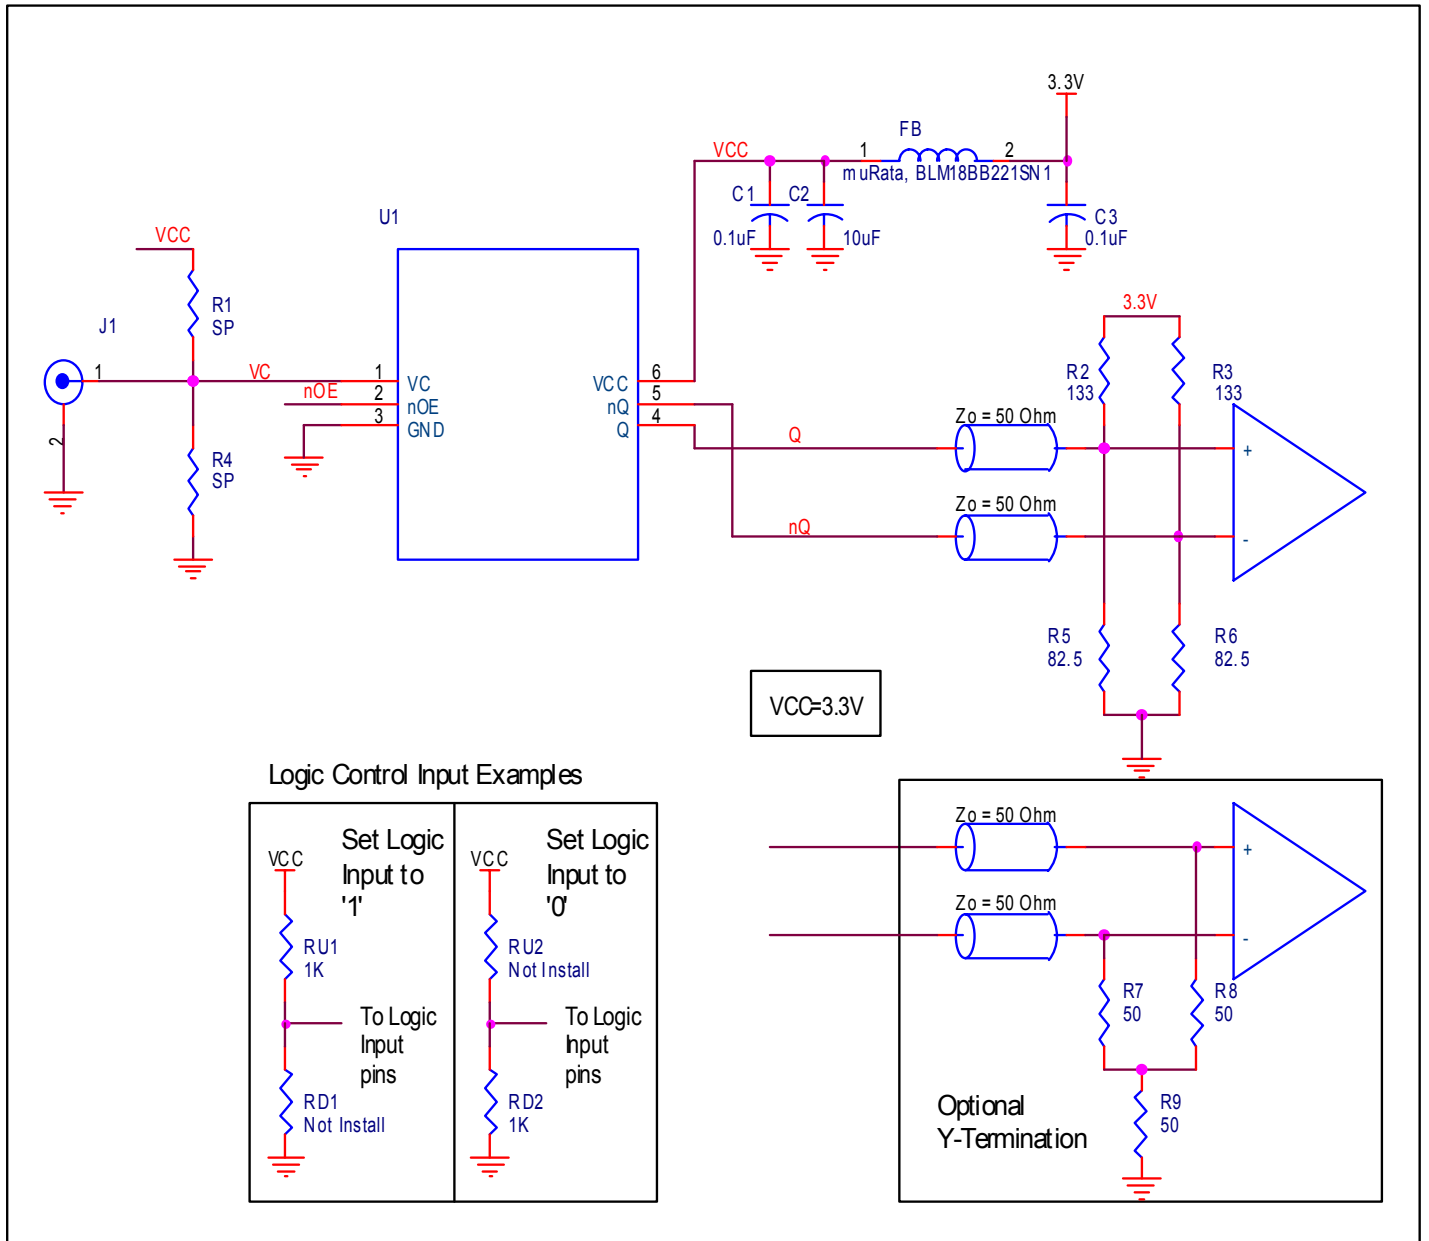 3.3V
FB
VCC
1
2
muRata, BLM18BB221SN1
C1
C2
C3
0.1uF
10uF
0.1uF
U1
VCC
R1
SP
J1
1
2
VC
nOE
1
2
3
VC
nOE
GND
VCC
nQ
Q
6
5
4
R4
SP
3.3V
R2
133
R3
133
Zo = 50 Ohm
Q
+
Zo = 50 Ohm
nQ
-
R5
82.5
R6
82.5
VCC=3.3V
Logic Control Input Examples
Set Logic
Input to
'1'
VCC
RU1
1K
To Logic
Input
pins
RD1
Not Install
Set Logic
Input to
'0'
VCC
RU2
Not Install
To Logic
Input
pins
RD2
1K
Zo = 50 Ohm
+
Zo = 50 Ohm
-
R7
50
R8
50
R9
50
Optional
Y-Termination